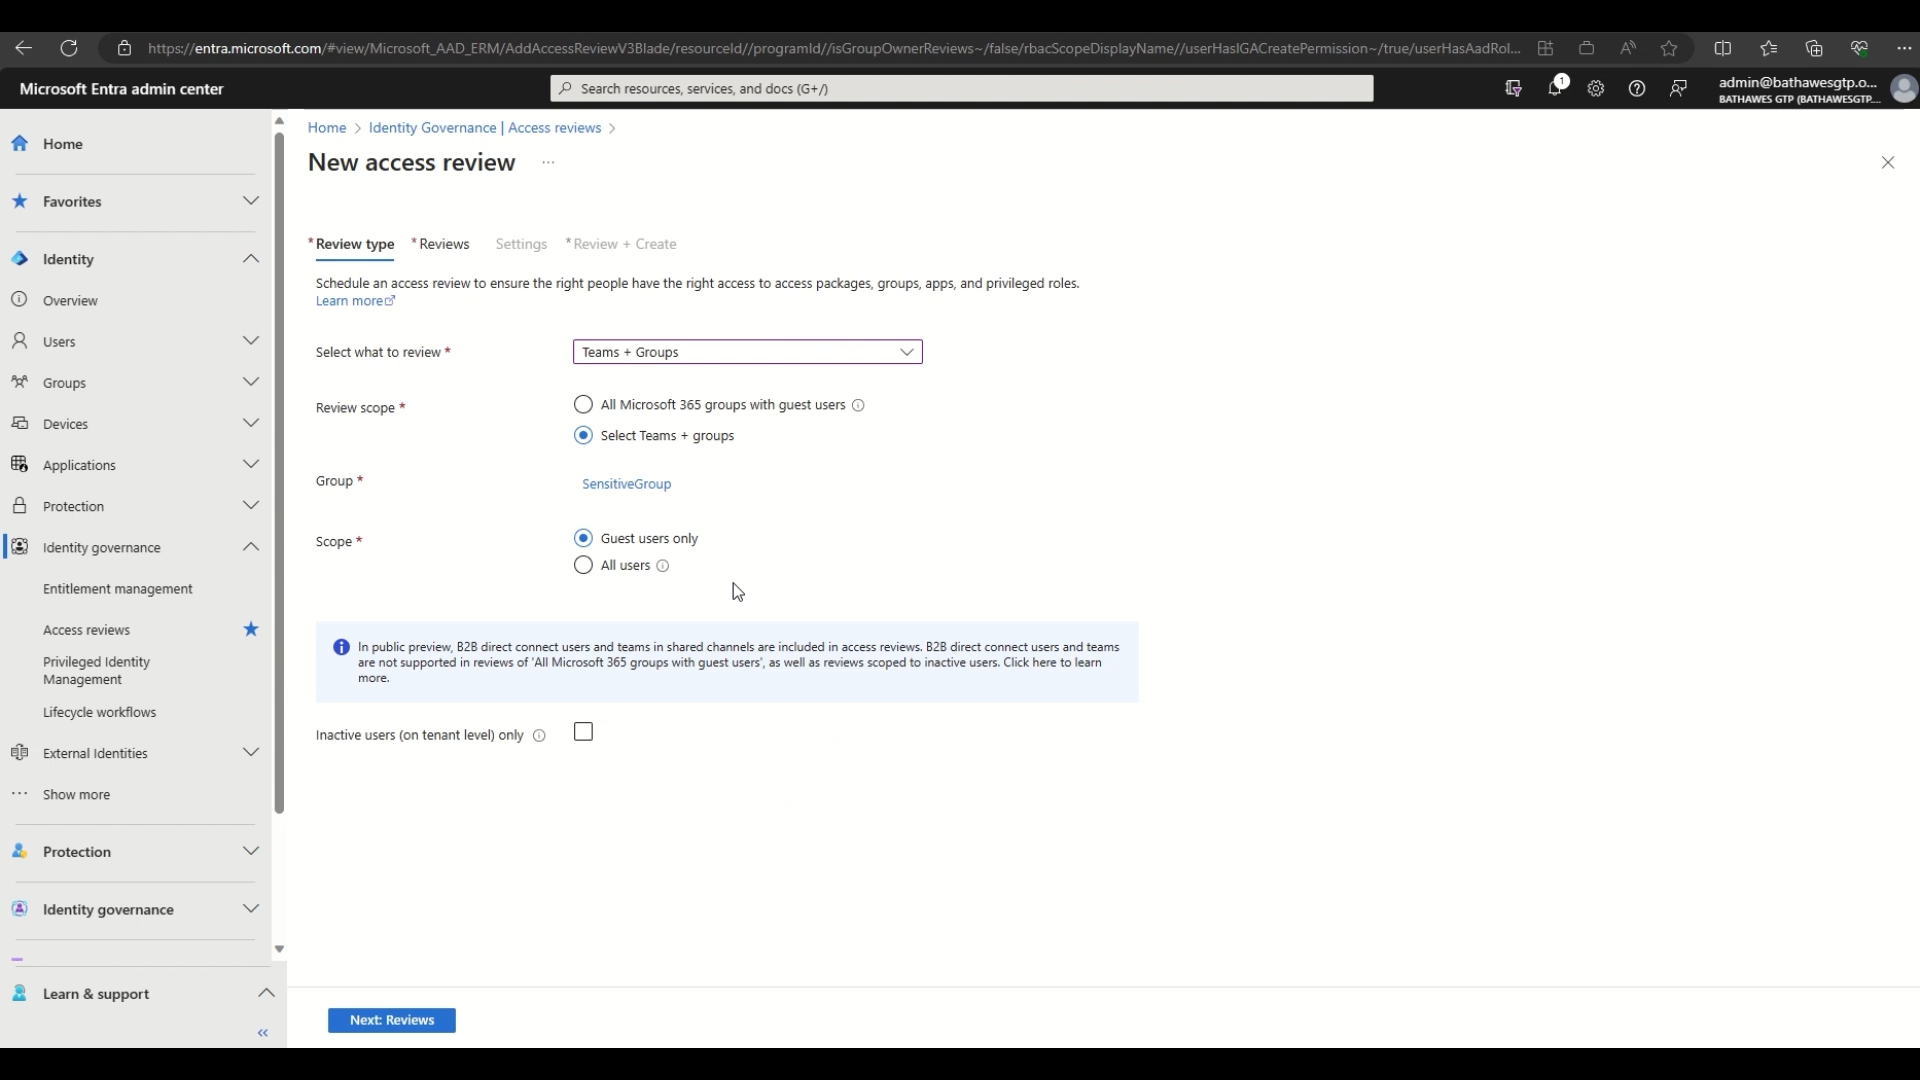 https://entra.microsoft.com/#view/Microsoft_AAD_ERM/AddAccessReviewV3Blade/resourceId//programId//isGroupOwnerReviews~/false/rbacScopeDisplayName//userHasIGACreatePermission~/true/userHasAadRol...
Microsoft Entra admin center
Search resources, services, and docs (G+/)
1
admin@bathawesgtp.o...
BATHAWES GTP (BATHAWESGTP....
Home
Favorites
Identity
Overview
Users
Groups
Devices
Applications
Protection
Identity governance
Entitlement management
Access reviews
Privileged Identity
Management
Lifecycle workflows
External Identities
Show more
Protection
Identity governance
Learn & support
Home > Identity Governance | Access reviews >
New access review ...
*Review type *Reviews Settings *Review + Create
Schedule an access review to ensure the right people have the right access to access packages, groups, apps, and privileged roles.
Learn more
Select what to review *
Teams + Groups
Review scope *
All Microsoft 365 groups with guest users
Select Teams + groups
Group *
SensitiveGroup
Scope *
Guest users only
All users
In public preview, B2B direct connect users and teams in shared channels are included in access reviews. B2B direct connect users and teams
are not supported in reviews of 'All Microsoft 365 groups with guest users', as well as reviews scoped to inactive users. Click here to learn
more.
Inactive users (on tenant level) only
Next: Reviews